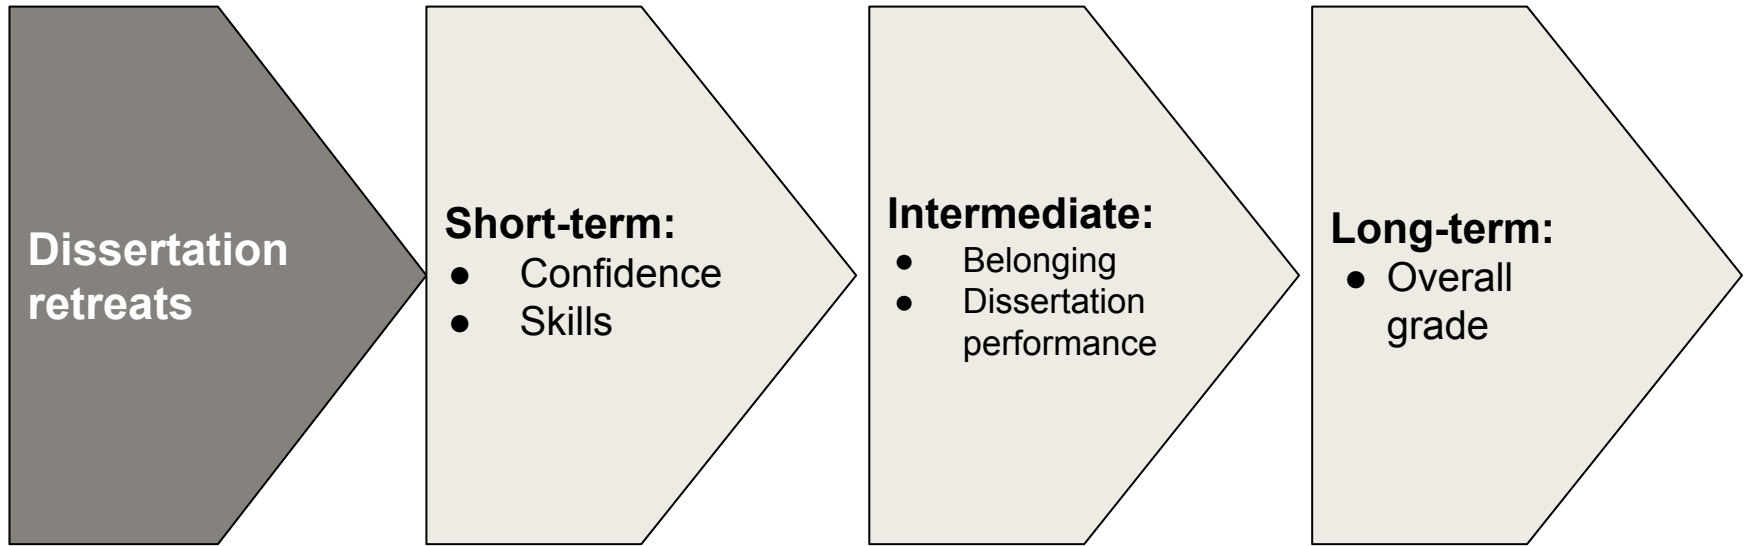 Dissertation
retreats
Short-term:
● Confidence
● Skills
Intermediate:
● Belonging
● Dissertation
performance
Long-term:
● Overall
grade